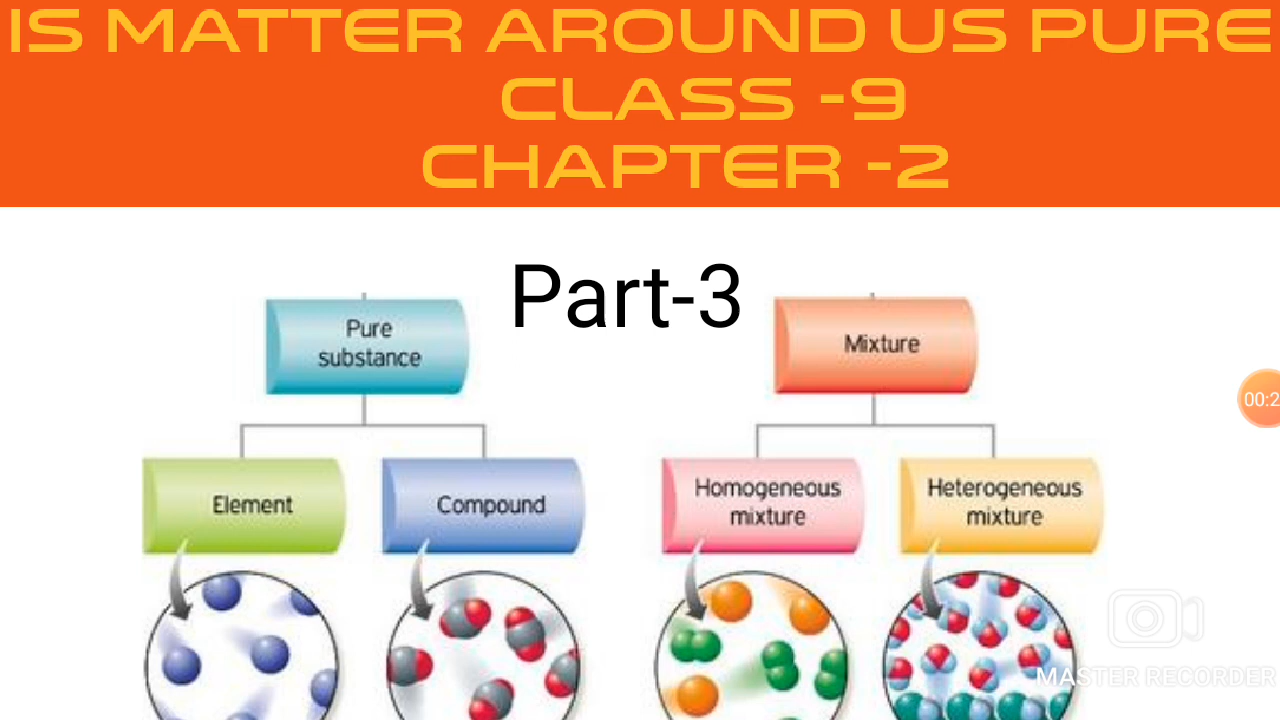 IS MATTER AROUND US PURE
CLASS -9
CHAPTER -2
Part-3
Pure
substance
Mixture
Element
Compound
Homogeneous
mixture
Heterogeneous
mixture
00:2
MASTER RECORDER